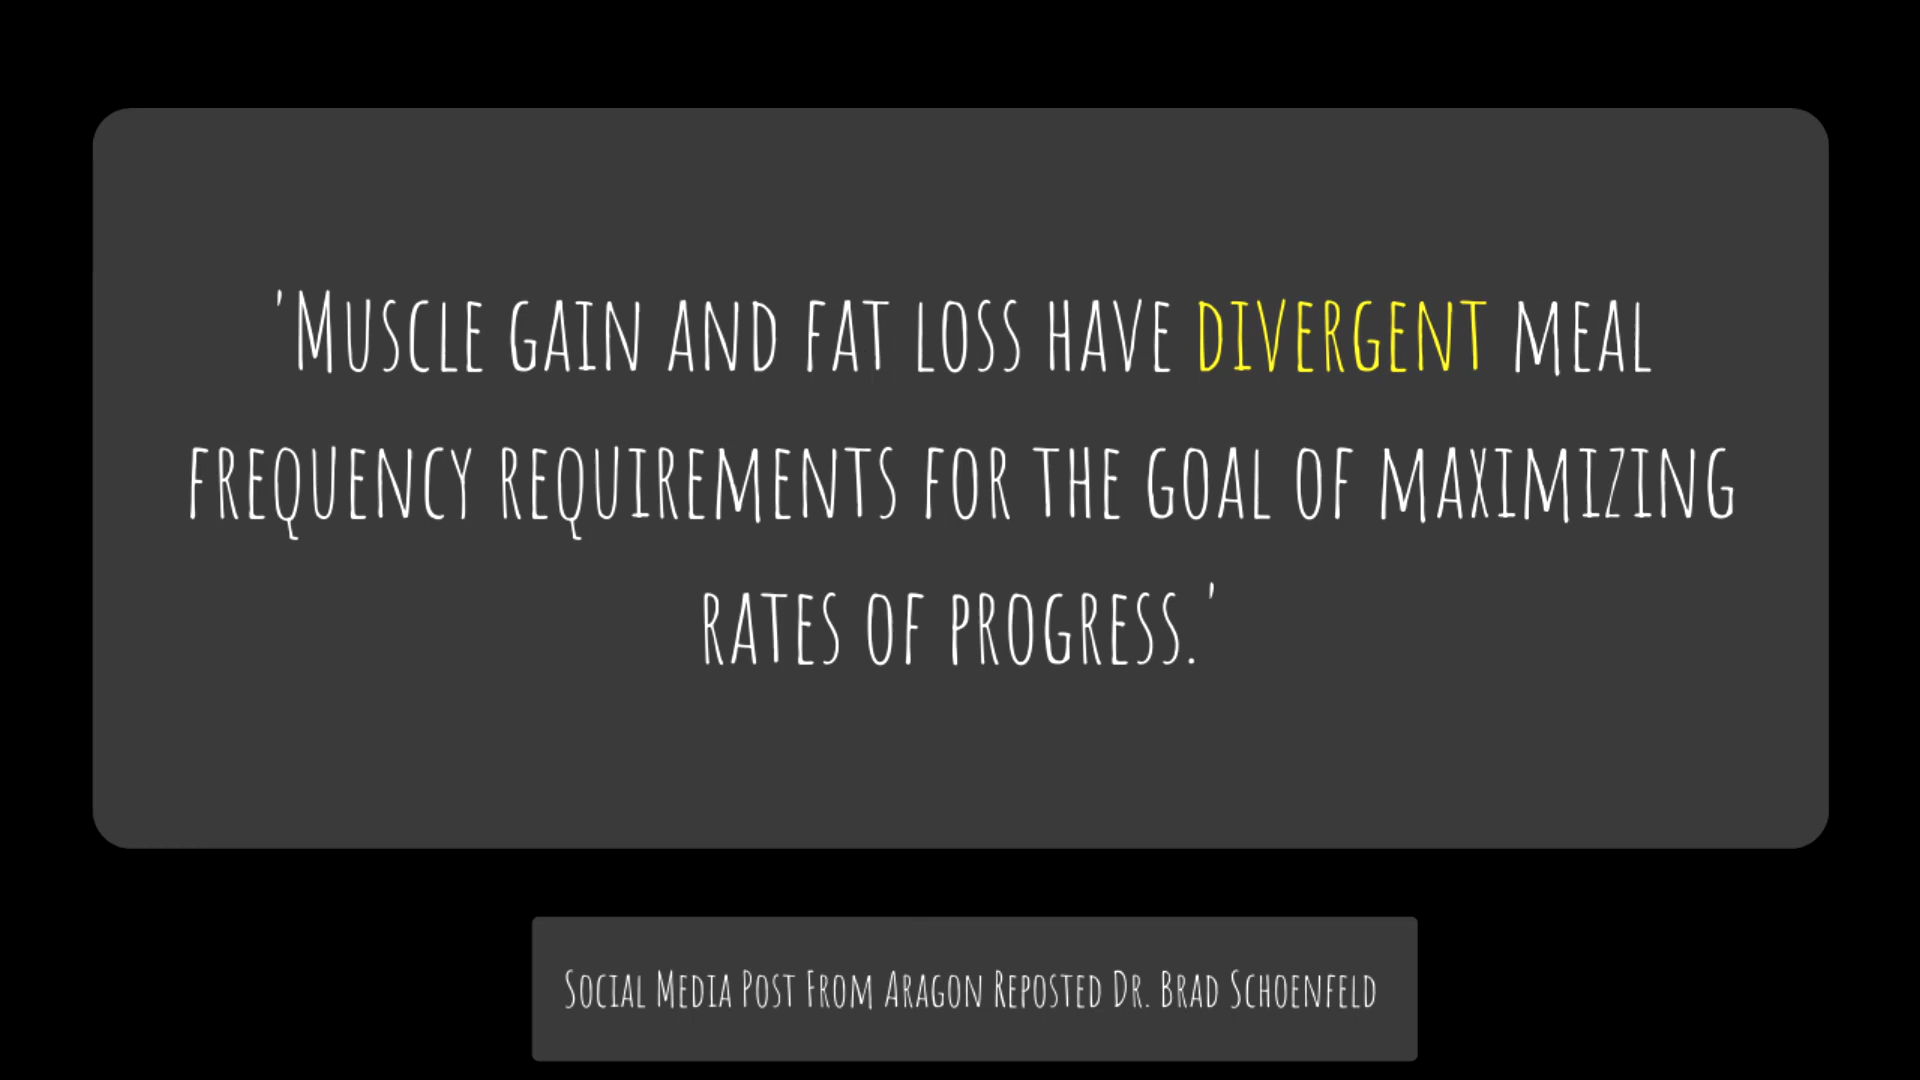 'Muscle gain and fat loss have divergent meal
frequency requirements for the goal of maximizing
rates of progress.'
Social Media Post From Aragon Reposted Dr. Brad Schoenfeld